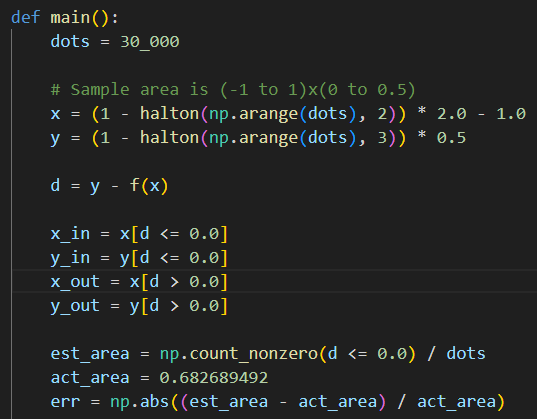 def main():
    dots = 30_000

    # Sample area is (-1 to 1)x(0 to 0.5)
    x = (1 - halton(np.arange(dots), 2)) * 2.0 - 1.0
    y = (1 - halton(np.arange(dots), 3)) * 0.5

    d = y - f(x)

    x_in = x[d <= 0.0]
    y_in = y[d <= 0.0]
    x_out = x[d > 0.0]
    y_out = y[d > 0.0]

    est_area = np.count_nonzero(d <= 0.0) / dots
    act_area = 0.682689492
    err = np.abs((est_area - act_area) / act_area)